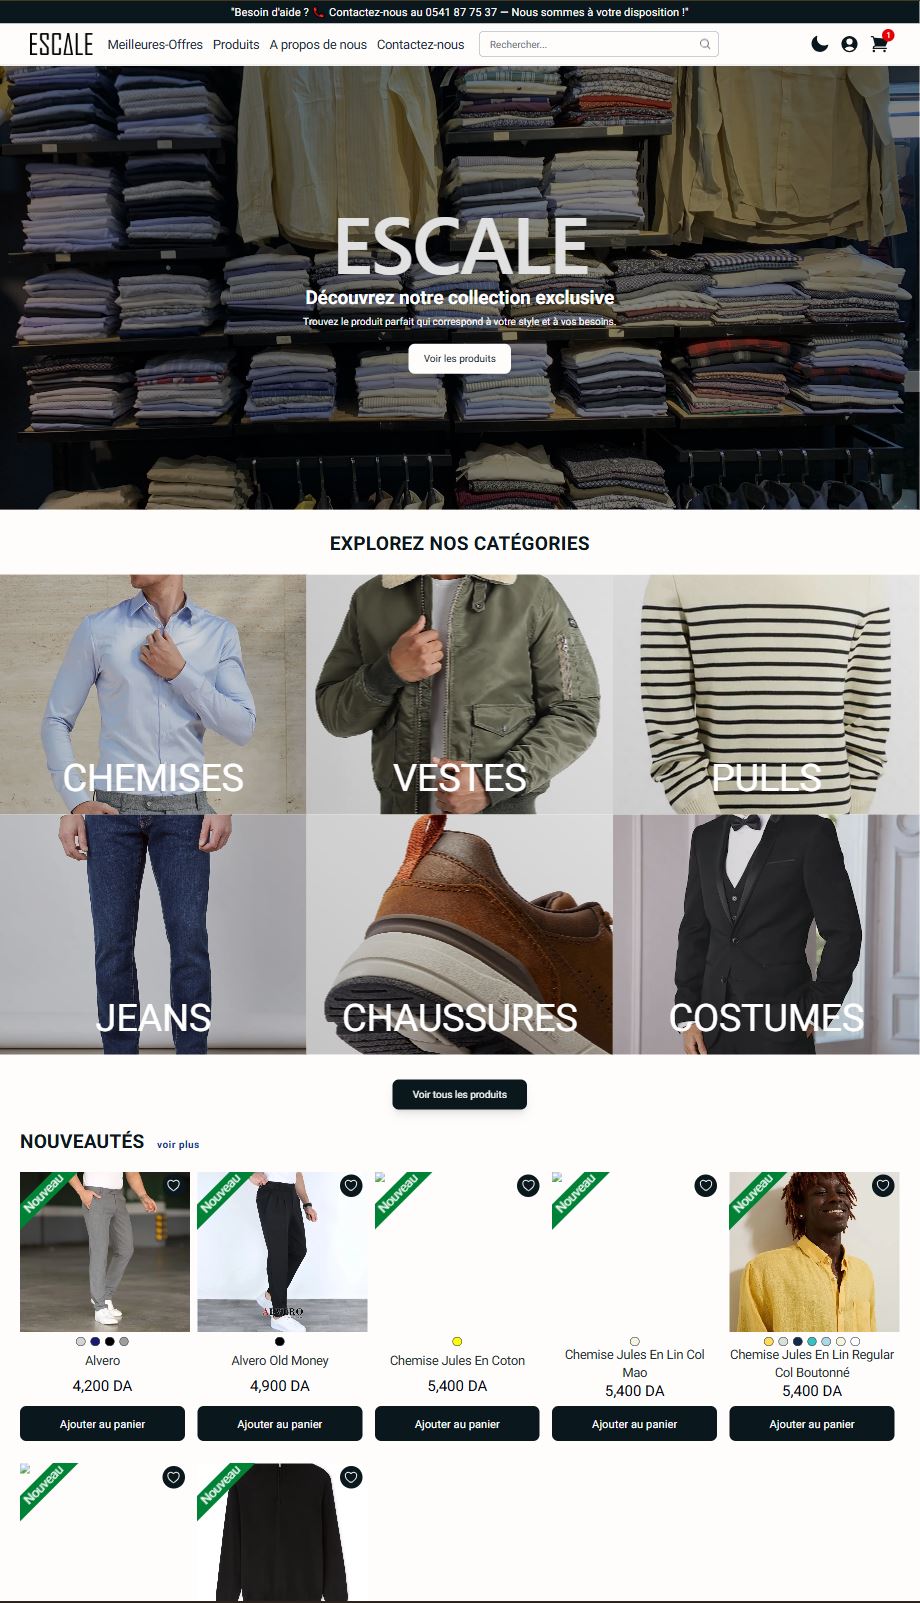 "Besoin d'aide ? 📞 Contactez-nous au 0541 87 75 37 — Nous sommes à votre disposition !"
ESCALE Meilleures-Offres Produits A propos de nous Contactez-nous Rechercher... 1
ESCALE
Découvrez notre collection exclusive
Trouvez le produit parfait qui correspond à votre style et à vos besoins.
Voir les produits
EXPLOREZ NOS CATÉGORIES
CHEMISES
VESTES
PULLS
JEANS
CHAUSSURES
COSTUMES
Voir tous les produits
NOUVEAUTÉS voir plus
Nouveau
Alvero
4,200 DA
Ajouter au panier
Nouveau
ALVERO
Alvero Old Money
4,900 DA
Ajouter au panier
Nouveau
Chemise Jules En Coton
5,400 DA
Ajouter au panier
Nouveau
Chemise Jules En Lin Col
Mao
5,400 DA
Ajouter au panier
Nouveau
Chemise Jules En Lin Regular
Col Boutonné
5,400 DA
Ajouter au panier
Nouveau
Nouveau